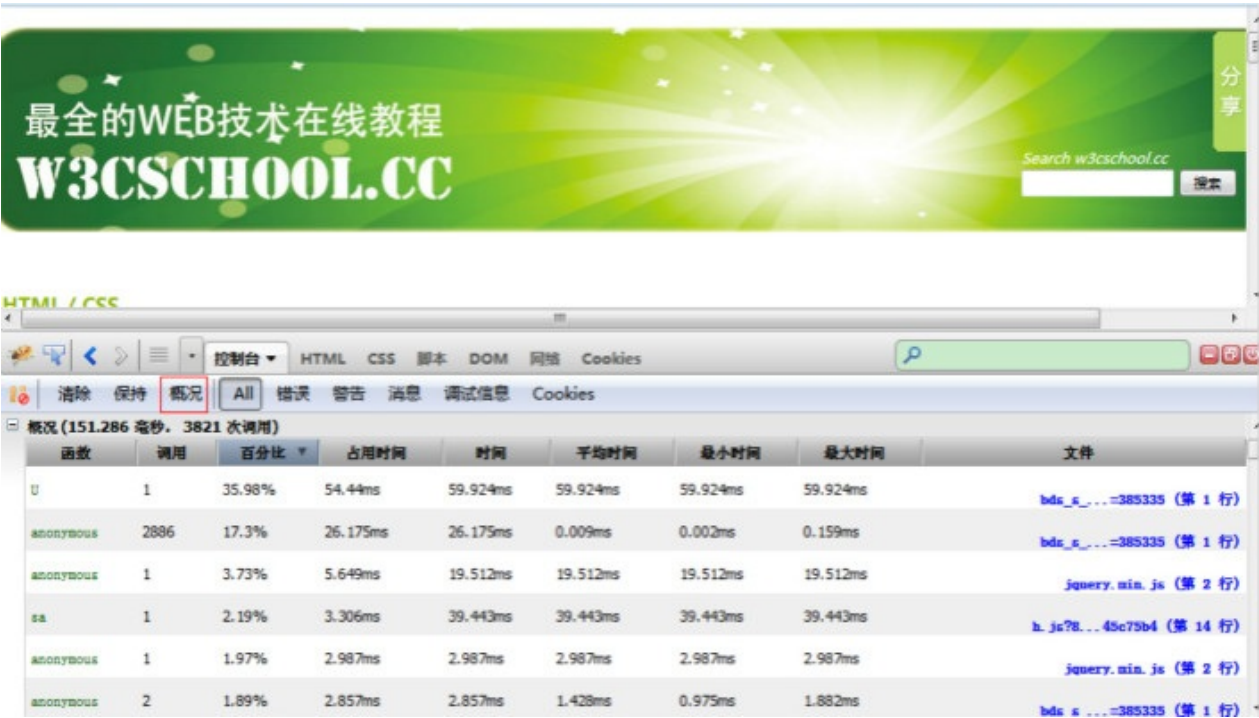 分
享
最全的WEB技术在线教程
W3CSCHOOL.CC
Search w3cschool.cc
搜索
HTML / CSS
控制台 HTML CSS 脚本 DOM 网络 Cookies
清除 保持 概况 All 错误 警告 消息 调试信息 Cookies
概况 (151.286 毫秒, 3821 次调用)
函数 调用 百分比 占用时间 时间 平均时间 最小时间 最大时间 文件
U 1 35.98% 54.44ms 59.924ms 59.924ms 59.924ms 59.924ms bds_s_...=385335 (第 1 行)
anonymous 2886 17.3% 26.175ms 26.175ms 0.009ms 0.002ms 0.159ms bds_s_...=385335 (第 1 行)
anonymous 1 3.73% 5.649ms 19.512ms 19.512ms 19.512ms 19.512ms jquery.min.js (第 2 行)
sa 1 2.19% 3.306ms 39.443ms 39.443ms 39.443ms 39.443ms h.js?8...45c75b4 (第 14 行)
anonymous 1 1.97% 2.987ms 2.987ms 2.987ms 2.987ms 2.987ms jquery.min.js (第 2 行)
anonymous 2 1.89% 2.857ms 2.857ms 1.428ms 0.975ms 1.882ms bds_s_...=385335 (第 1 行)